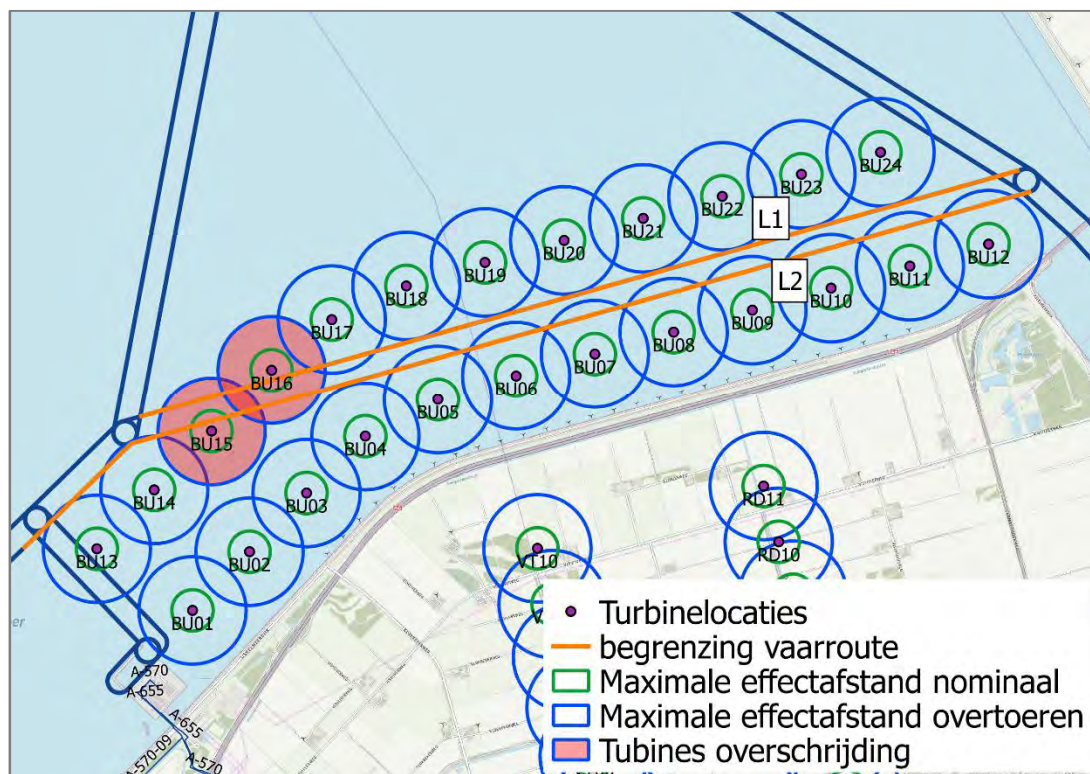 BU24
BU23
BU22
L1
BU21
BU20
BU12
BU19
BU11
L2
BU18
BU10
BU09
BU17
BU08
BU07
BU16
BU06
BU05
BU15
BU04
BU14
RD11
BU03
BU13
BU02
VT10
RD10
BU01
A-570
A-655
A-655
A-570-09
A-570
Turbinelocaties
begrenzing vaarroute
Maximale effectafstand nominaal
Maximale effectafstand overtoeren
Tubines overschrijding